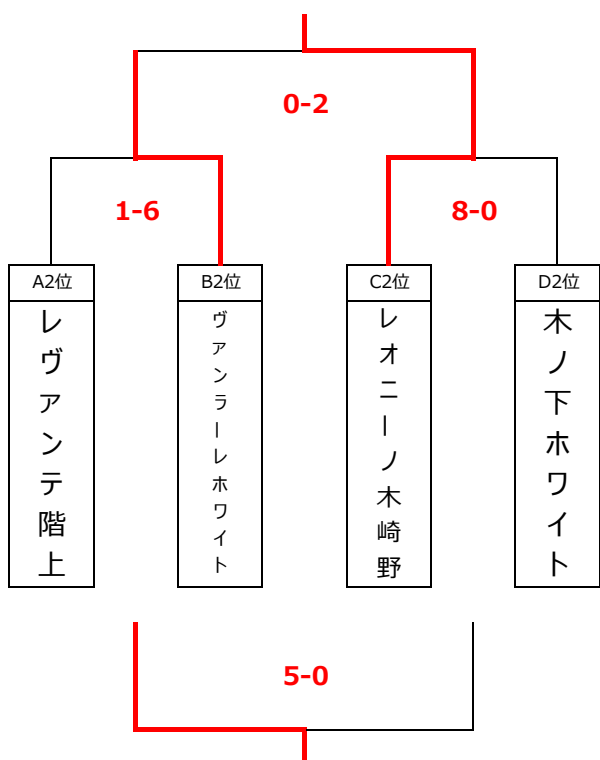 0-2
1-6
8-0
A2位
B2位
C2位
D2位
レヴァンテ階上
ヴァンラーレホワイト
レオニーノ木崎野
木ノ下ホワイト
5-0